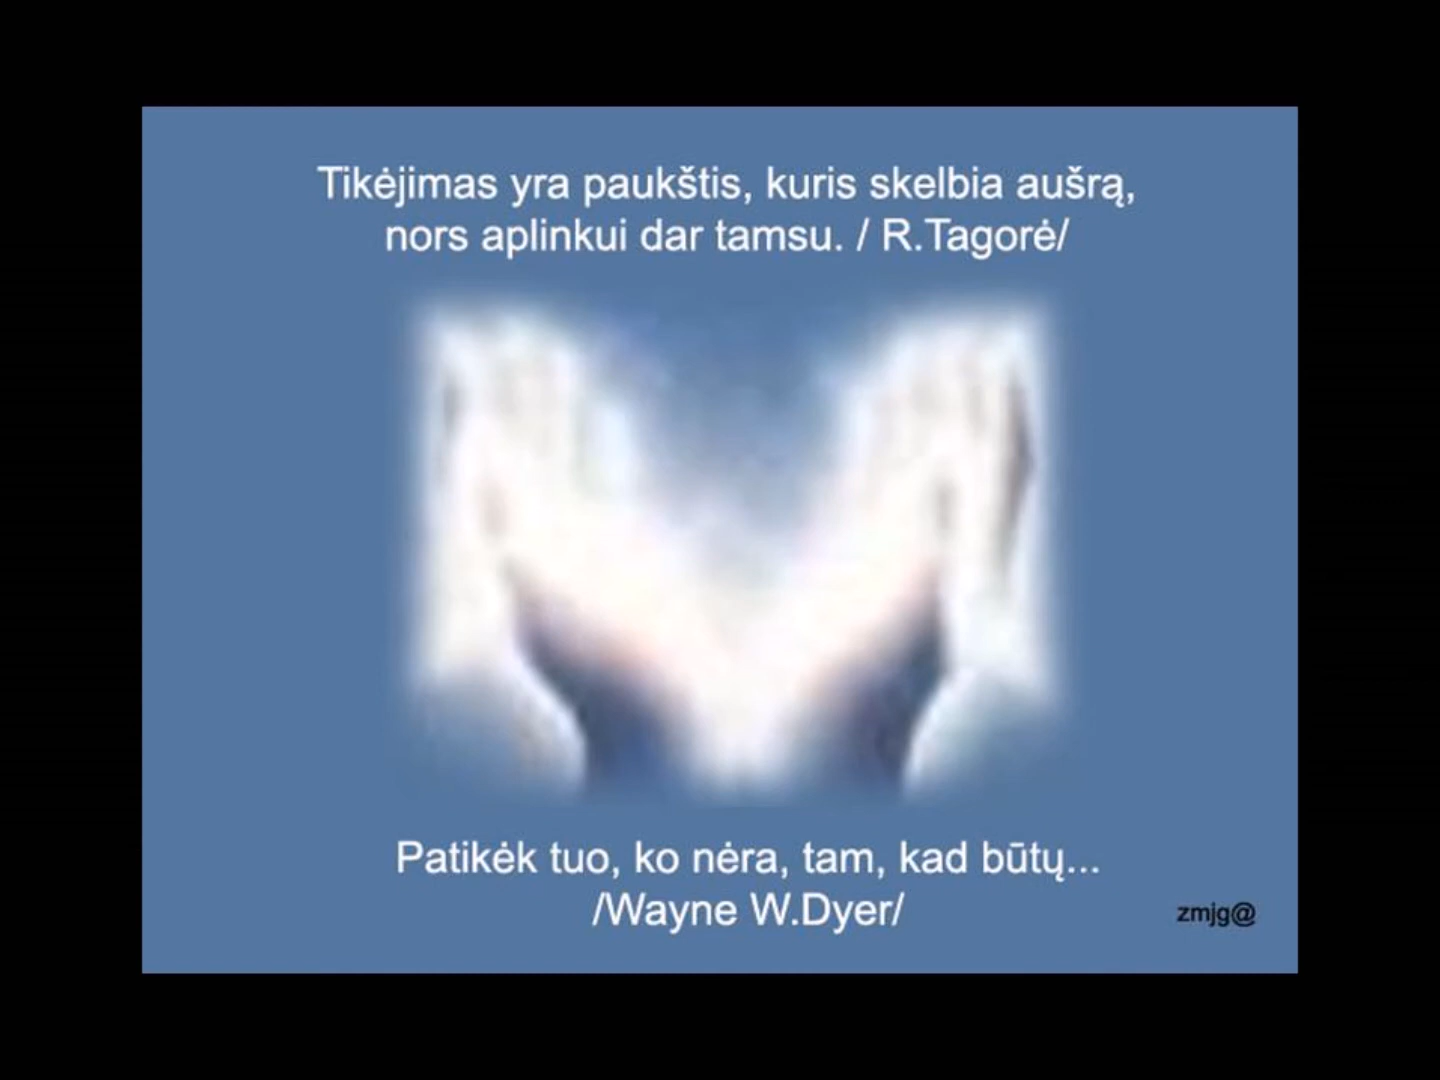 Tikėjimas yra paukštis, kuris skelbia aušrą,
nors aplinkui dar tamsu. / R.Tagorė/
Patikėk tuo, ko nėra, tam, kad būtų...
/Wayne W.Dyer/
zmjg@